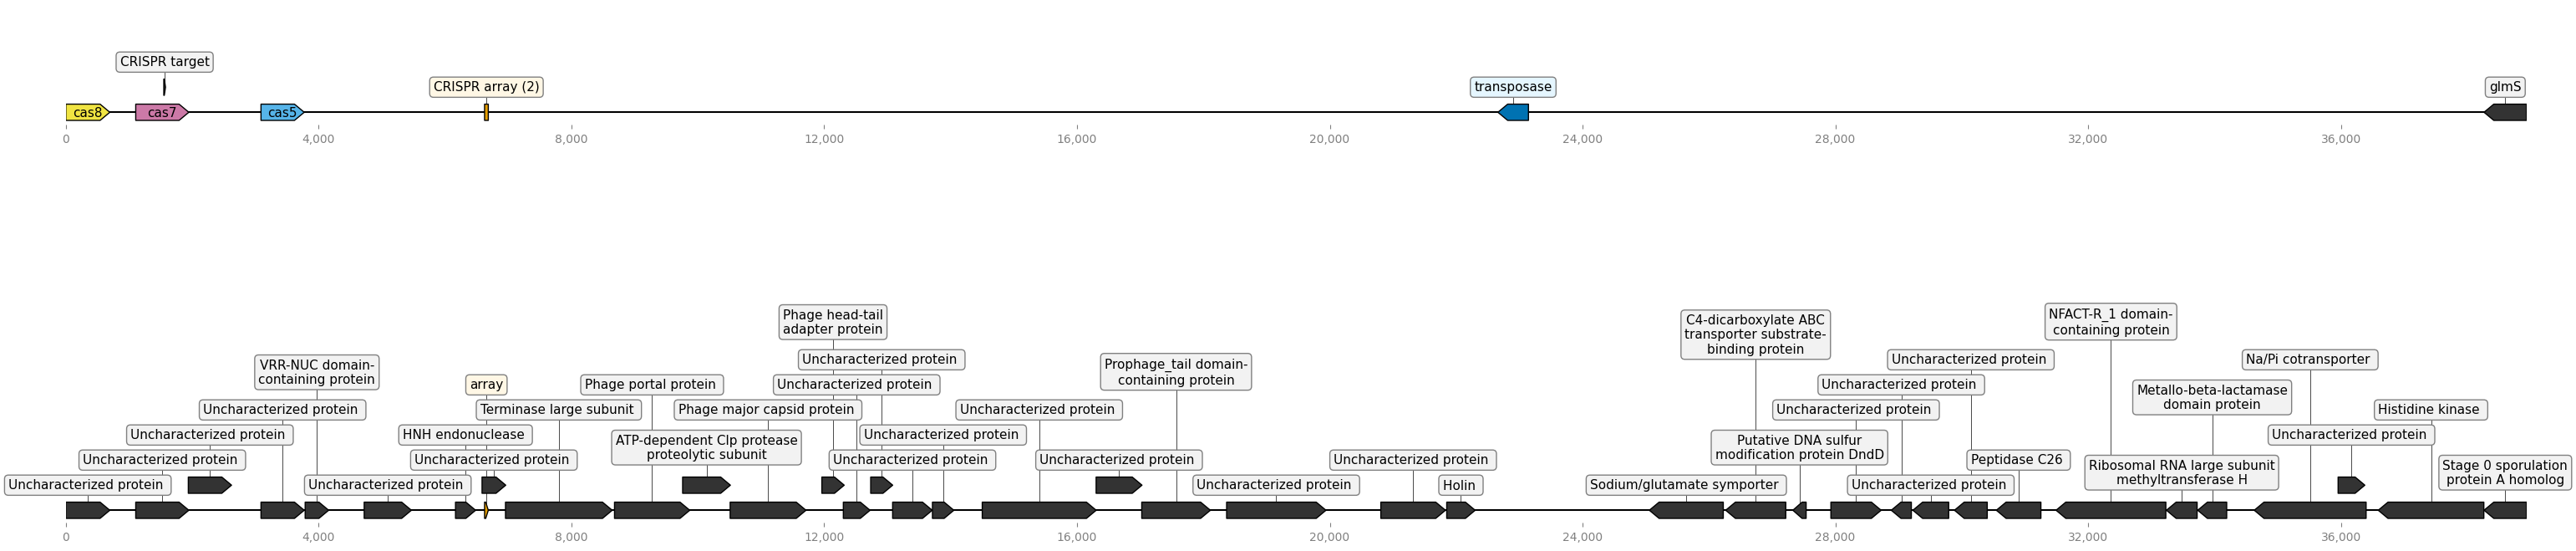 CRISPR target
CRISPR array (2)
transposase
glmS
cas8
cas7
cas5
0
4,000
8,000
12,000
16,000
20,000
24,000
28,000
32,000
36,000
Phage head-tail
adapter protein
C4-dicarboxylate ABC
transporter substrate-
binding protein
NFACT-R_1 domain-
containing protein
VRR-NUC domain-
containing protein
Uncharacterized protein
Prophage_tail domain-
containing protein
Uncharacterized protein
Na/Pi cotransporter
array
Phage portal protein
Uncharacterized protein
Uncharacterized protein
Metallo-beta-lactamase
domain protein
Uncharacterized protein
Terminase large subunit
Phage major capsid protein
Uncharacterized protein
Uncharacterized protein
Histidine kinase
Uncharacterized protein
HNH endonuclease
ATP-dependent Clp protease
proteolytic subunit
Uncharacterized protein
Putative DNA sulfur
modification protein DndD
Uncharacterized protein
Uncharacterized protein
Uncharacterized protein
Uncharacterized protein
Uncharacterized protein
Uncharacterized protein
Peptidase C26
Ribosomal RNA large subunit
methyltransferase H
Stage 0 sporulation
protein A homolog
Uncharacterized protein
Uncharacterized protein
Uncharacterized protein
Holin
Sodium/glutamate symporter
Uncharacterized protein
0
4,000
8,000
12,000
16,000
20,000
24,000
28,000
32,000
36,000